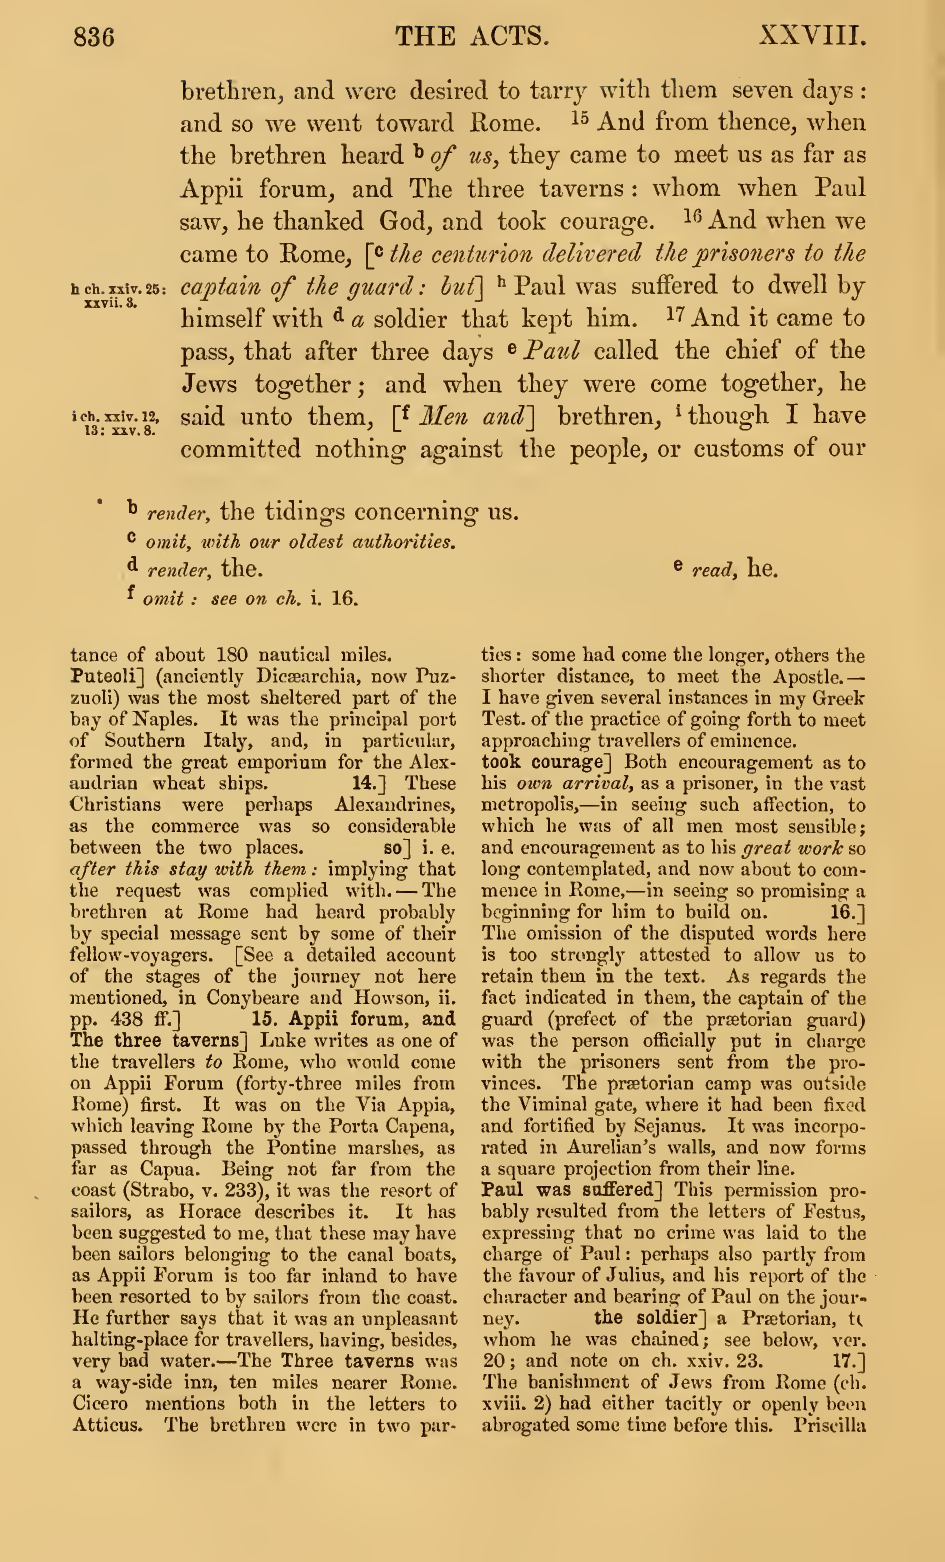 836 THE ACTS. XXVIII.
brethren, and were desired to tarry with them seven days :
and so we went toward Rome. 15 And from thence, when
the brethren heard b of us, they came to meet us as far as
Appii forum, and The three taverns : whom when Paul
saw, he thanked God, and took courage. 16 And when we
came to Rome, [c the centurion delivered the prisoners to the
h ch. xxiv. 25:
xxvii. 3.
captain of the guard : but] h Paul was suffered to dwell by
himself with d a soldier that kept him. 17 And it came to
pass, that after three days e Paul called the chief of the
Jews together ; and when they were come together, he
i ch. xxiv. 12,
13: xxv. 8.
said unto them, [f Men and] brethren, i though I have
committed nothing against the people, or customs of our
b render, the tidings concerning us.
c omit, with our oldest authorities.
d render, the. e read, he.
f omit : see on ch. i. 16.
tance of about 180 nautical miles.
Puteoli] (anciently Dicæarchia, now Puz-
zuoli) was the most sheltered part of the
bay of Naples. It was the principal port
of Southern Italy, and, in particular,
formed the great emporium for the Alex-
andrian wheat ships. 14.] These
Christians were perhaps Alexandrines,
as the commerce was so considerable
between the two places. so] i. e.
after this stay with them : implying that
the request was complied with.—The
brethren at Rome had heard probably
by special message sent by some of their
fellow-voyagers. [See a detailed account
of the stages of the journey not here
mentioned, in Conybeare and Howson, ii.
pp. 438 ff.] 15. Appii forum, and
The three taverns] Luke writes as one of
the travellers to Rome, who would come
on Appii Forum (forty-three miles from
Rome) first. It was on the Via Appia,
which leaving Rome by the Porta Capena,
passed through the Pontine marshes, as
far as Capua. Being not far from the
coast (Strabo, v. 233), it was the resort of
sailors, as Horace describes it. It has
been suggested to me, that these may have
been sailors belonging to the canal boats,
as Appii Forum is too far inland to have
been resorted to by sailors from the coast.
He further says that it was an unpleasant
halting-place for travellers, having, besides,
very bad water.—The Three taverns was
a way-side inn, ten miles nearer Rome.
Cicero mentions both in the letters to
Atticus. The brethren were in two par-
ties : some had come the longer, others the
shorter distance, to meet the Apostle.—
I have given several instances in my Greek
Test. of the practice of going forth to meet
approaching travellers of eminence.
took courage] Both encouragement as to
his own arrival, as a prisoner, in the vast
metropolis,—in seeing such affection, to
which he was of all men most sensible ;
and encouragement as to his great work so
long contemplated, and now about to com-
mence in Rome,—in seeing so promising a
beginning for him to build on. 16.]
The omission of the disputed words here
is too strongly attested to allow us to
retain them in the text. As regards the
fact indicated in them, the captain of the
guard (prefect of the prætorian guard)
was the person officially put in charge
with the prisoners sent from the pro-
vinces. The prætorian camp was outside
the Viminal gate, where it had been fixed
and fortified by Sejanus. It was incorpo-
rated in Aurelian's walls, and now forms
a square projection from their line.
Paul was suffered] This permission pro-
bably resulted from the letters of Festus,
expressing that no crime was laid to the
charge of Paul : perhaps also partly from
the favour of Julius, and his report of the
character and bearing of Paul on the jour-
ney. the soldier] a Prætorian, t
whom he was chained ; see below, ver.
20 ; and note on ch. xxiv. 23. 17.]
The banishment of Jews from Rome (ch.
xviii. 2) had either tacitly or openly been
abrogated some time before this. Priscilla